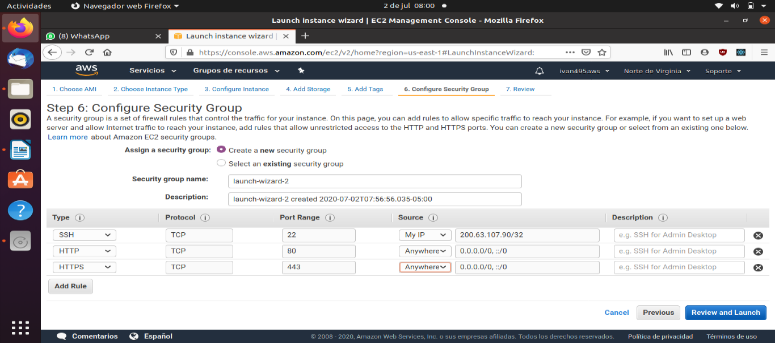 Actividades Navegador web Firefox 2 de jul 08:00
Launch instance wizard | EC2 Management Console - Mozilla Firefox
(8) WhatsApp Launch instance wizard |
https://console.aws.amazon.com/ec2/v2/home?region=us-east-1#LaunchInstanceWizard:
aws Servicios Grupos de recursos ivand95aws Norte de Virginia Soporte
1. Choose AMI 2. Choose Instance Type 3. Configure Instance 4. Add Storage 5. Add Tags 6. Configure Security Group 7. Review
Step 6: Configure Security Group
A security group is a set of firewall rules that control the traffic for your instance. On this page, you can add rules to allow specific traffic to reach your instance. For example, if you want to set up a web
server and allow Internet traffic to reach your instance, add rules that allow unrestricted access to the HTTP and HTTPS ports. You can create a new security group or select from an existing one below.
Learn more about Amazon EC2 security groups.
Assign a security group: Create a new security group
Select an existing security group
Security group name: launch-wizard-2
Description: launch-wizard-2 created 2020-07-02T07:56:56.035-05:00
Type Protocol Port Range Source Description
SSH TCP 22 My IP 200.63.107.90/32 e.g. SSH for Admin Desktop
HTTP TCP 80 Anywhere 0.0.0.0/0, ::/0 e.g. SSH for Admin Desktop
HTTPS TCP 443 Anywhere 0.0.0.0/0, ::/0 e.g. SSH for Admin Desktop
Add Rule
Cancel Previous Review and Launch
Comentarios Español © 2008 - 2020, Amazon Web Services, Inc. o sus empresas afiliadas. Todos los derechos reservados. Política de privacidad Términos de uso